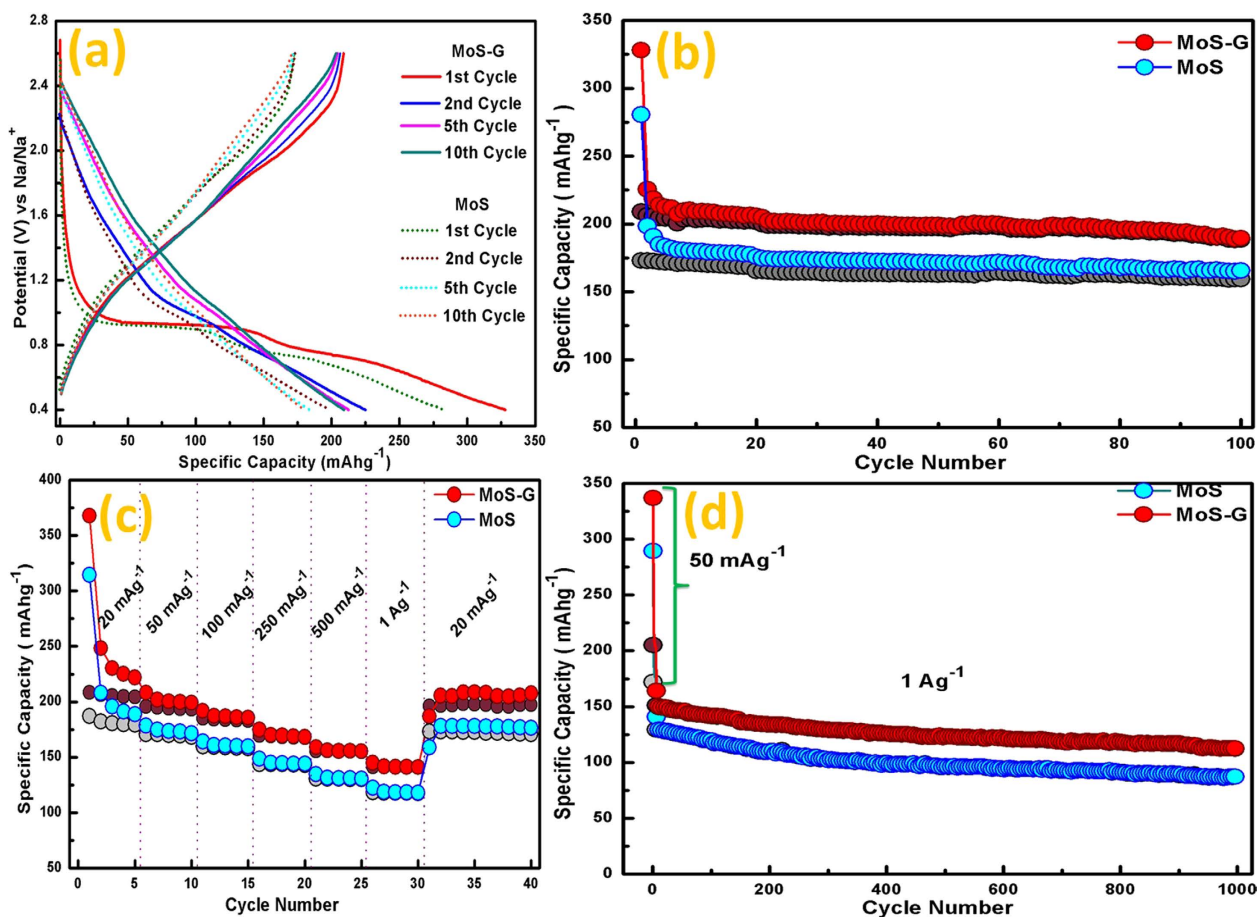 (a)
MoS-G
1st Cycle
2nd Cycle
5th Cycle
10th Cycle
MoS
1st Cycle
2nd Cycle
5th Cycle
10th Cycle
Potential (V) vs Na/Na⁺
2.8
2.4
2.0
1.6
1.2
0.8
0.4
0 50 100 150 200 250 300 350
Specific Capacity (mAhg⁻¹)
(b)
MoS-G
MoS
Specific Capacity ( mAhg⁻¹)
350
300
250
200
150
100
50
0 20 40 60 80 100
Cycle Number
(c)
MoS-G
MoS
20 mAg⁻¹
50 mAg⁻¹
100 mAg⁻¹
250 mAg⁻¹
500 mAg⁻¹
1 Ag⁻¹
20 mAg⁻¹
Specific Capacity ( mAhg⁻¹)
400
350
300
250
200
150
100
50
0 5 10 15 20 25 30 35 40
Cycle Number
(d)
MoS
MoS-G
50 mAg⁻¹
1 Ag⁻¹
Specific Capacity ( mAhg⁻¹)
350
300
250
200
150
100
50
0
0 200 400 600 800 1000
Cycle Number